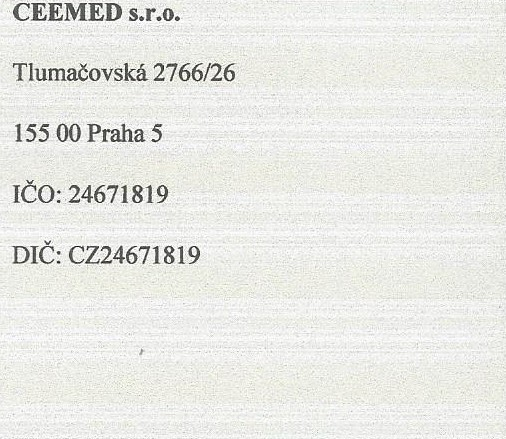 CEEMED s.r.o.
Tlumačovská 2766/26
155 00 Praha 5
IČO: 24671819
DIČ: CZ24671819